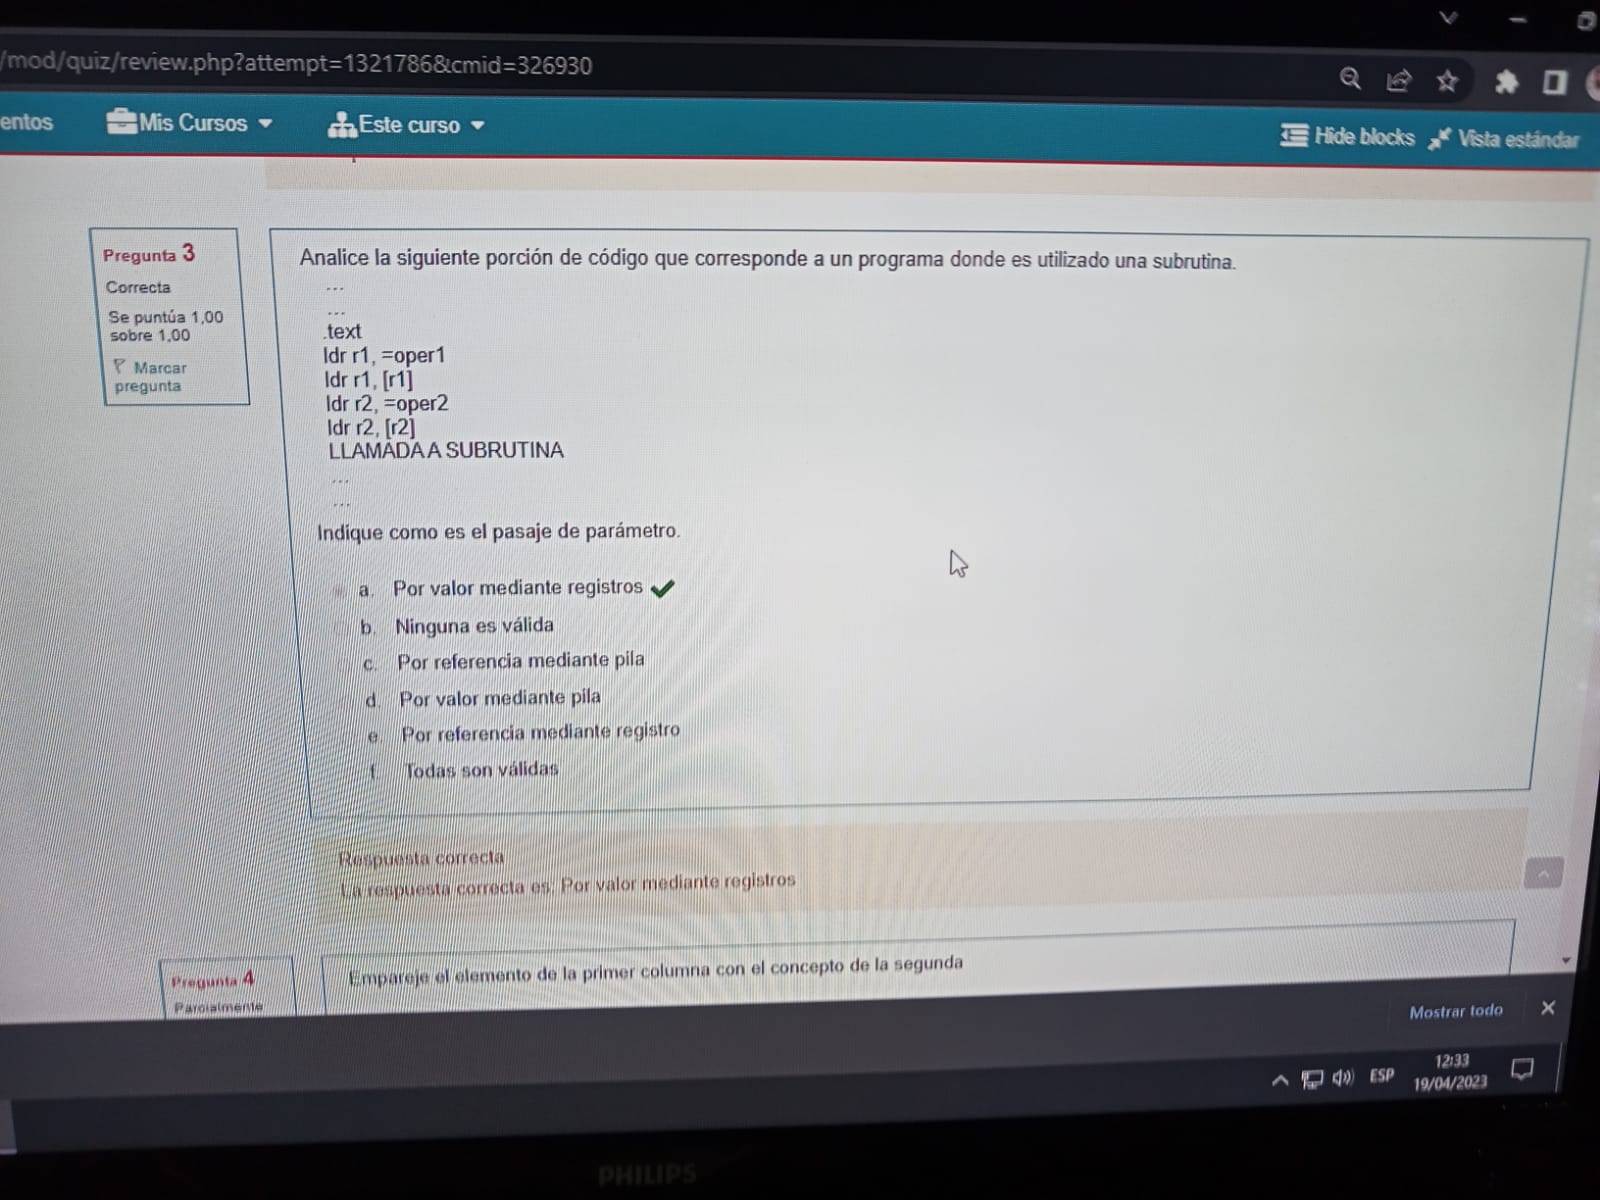 /mod/quiz/review.php?attempt=1321786&cmid=326930
entos Mis Cursos Este curso Hide blocks Vista estándar
Pregunta 3
Correcta
Se puntúa 1,00
sobre 1,00
Marcar
pregunta
Analice la siguiente porción de código que corresponde a un programa donde es utilizado una subrutina.
...
...
.text
ldr r1, =oper1
ldr r1, [r1]
ldr r2, =oper2
ldr r2, [r2]
LLAMADA A SUBRUTINA
...
...
Indique como es el pasaje de parámetro.
a. Por valor mediante registros
b. Ninguna es válida
c. Por referencia mediante pila
d. Por valor mediante pila
e. Por referencia mediante registro
f. Todas son válidas
Respuesta correcta
La respuesta correcta es: Por valor mediante registros
Pregunta 4
Parcialmente
Empareje el elemento de la primer columna con el concepto de la segunda
Mostrar todo
ESP
12:33
19/04/2023
PHILIPS